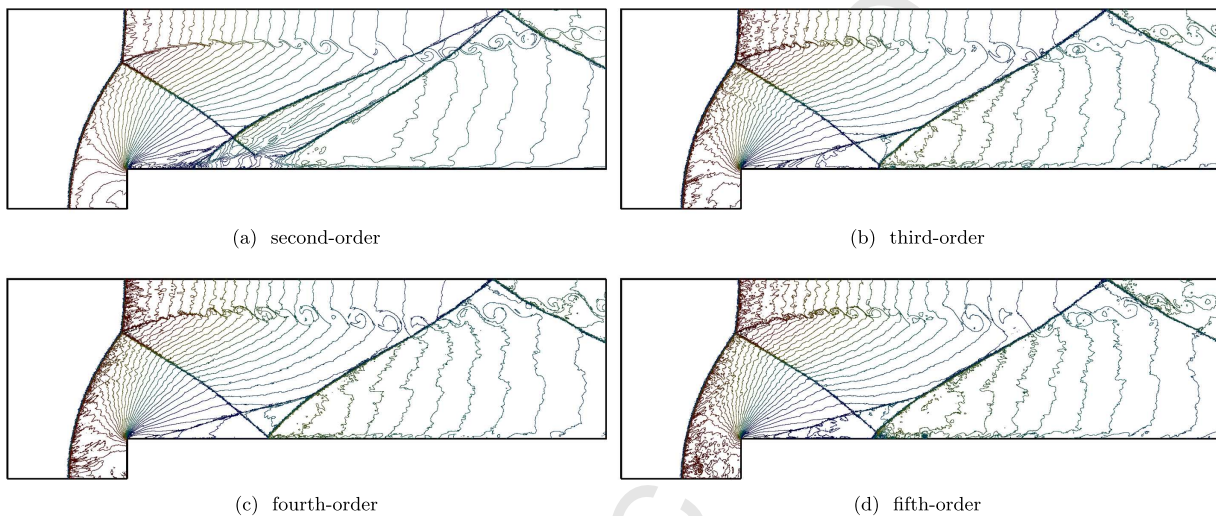 (a) second-order
(b) third-order
(c) fourth-order
(d) fifth-order